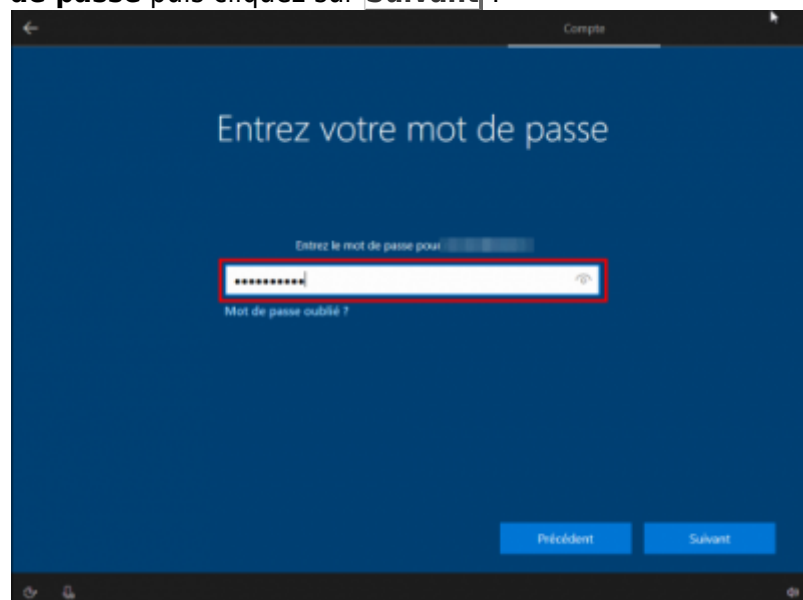 de passe puis cliquez sur Suivant :
Compte
Entrez votre mot de passe
Entrez le mot de passe pour
••••••••••
Mot de passe oublié ?
Précédent
Suivant